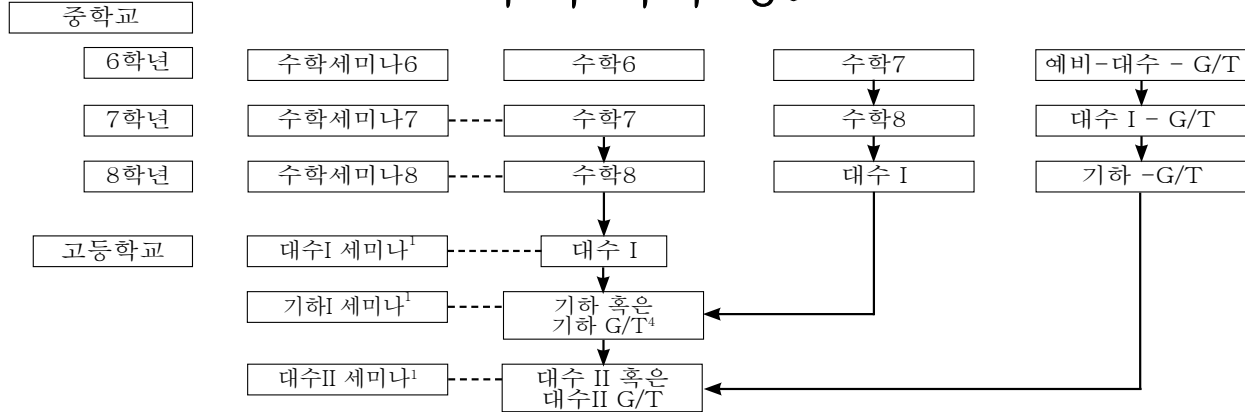 중학교
6학년 수학세미나6 수학6 수학7 예비-대수 - G/T
7학년 수학세미나7 수학7 수학8 대수 I - G/T
8학년 수학세미나8 수학8 대수 I 기하 -G/T
고등학교 대수I 세미나1 대수 I
기하I 세미나1 기하 혹은
기하 G/T4
대수II 세미나1 대수 II 혹은
대수II G/T